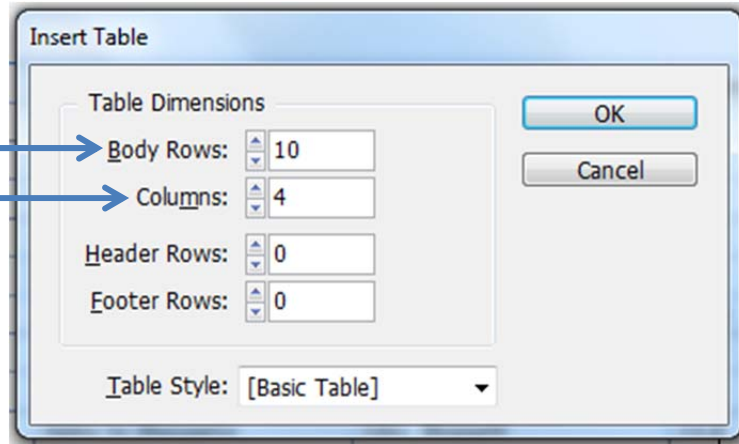 Insert Table
Table Dimensions
Body Rows: 10
Columns: 4
Header Rows: 0
Footer Rows: 0
Table Style: [Basic Table]
OK
Cancel